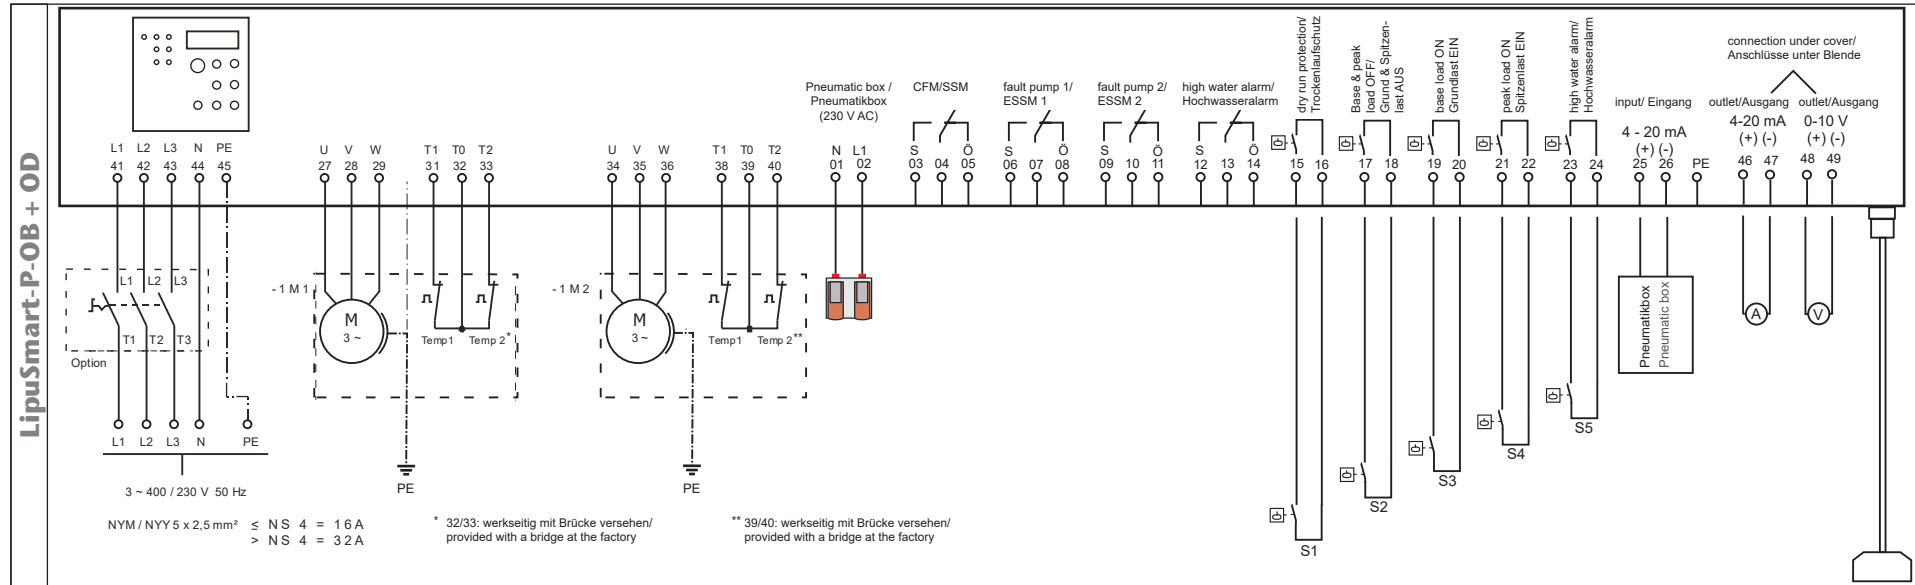 LipuSmart-P-OB + OD
L1 L2 L3 N PE
41 42 43 44 45
U V W
27 28 29
T1 T0 T2
31 32 33
U V W
34 35 36
T1 T0 T2
38 39 40
Pneumatic box /
Pneumatikbox
(230 V AC)
N L1
01 02
CFM/SSM
S Ö
03 04 05
fault pump 1/
ESSM 1
S Ö
06 07 08
fault pump 2/
ESSM 2
S Ö
09 10 11
high water alarm/
Hochwasseralarm
S Ö
12 13 14
dry run protection/
Trockenlaufschutz
15 16
Base & peak
load OFF/
Grund & Spitzen-
last AUS
17 18
base load ON
Grundlast EIN
19 20
peak load ON
Spitzenlast EIN
21 22
high water alarm/
Hochwasseralarm
23 24
input/ Eingang
4 - 20 mA
(+) (-)
25 26 PE
connection under cover/
Anschlüsse unter Blende
outlet/Ausgang outlet/Ausgang
4-20 mA 0-10 V
(+) (-) (+) (-)
46 47 48 49
L1 L2 L3
T1 T2 T3
Option
L1 L2 L3 N PE
3 ~ 400 / 230 V 50 Hz
NYM / NYY 5 x 2,5 mm² ≤ NS 4 = 16A
> NS 4 = 32A
- 1 M 1
M
3 ~
Temp1 Temp 2*
PE
* 32/33: werkseitig mit Brücke versehen/
provided with a bridge at the factory
- 1 M 2
M
3 ~
Temp1 Temp 2**
PE
** 39/40: werkseitig mit Brücke versehen/
provided with a bridge at the factory
S1
S2
S3
S4
S5
Pneumatikbox
Pneumatic box
A
V